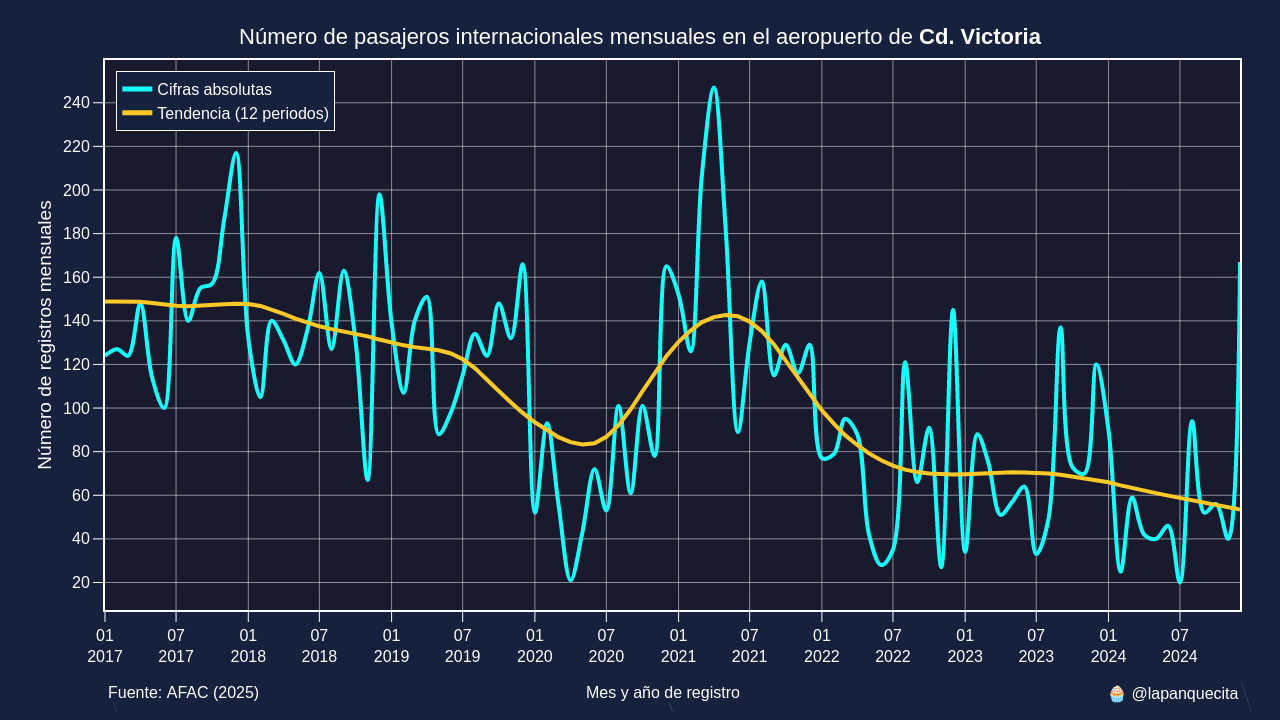 Número de pasajeros internacionales mensuales en el aeropuerto de Cd. Victoria
Cifras absolutas
Tendencia (12 periodos)
Número de registros mensuales
240
220
200
180
160
140
120
100
80
60
40
20
01 07 01 07 01 07 01 07 01 07 01 07 01 07 01 07
2017 2017 2018 2018 2019 2019 2020 2020 2021 2021 2022 2022 2023 2023 2024 2024
Fuente: AFAC (2025)
Mes y año de registro
🧁 @lapanquecita